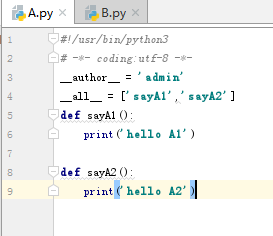 A.py B.py
1 #!/usr/bin/python3
2 # -*- coding:utf-8 -*-
3 __author__ = 'admin'
4 __all__ = ['sayA1','sayA2']
5 def sayA1():
6     print('hello A1')
7
8 def sayA2():
9     print('hello A2')